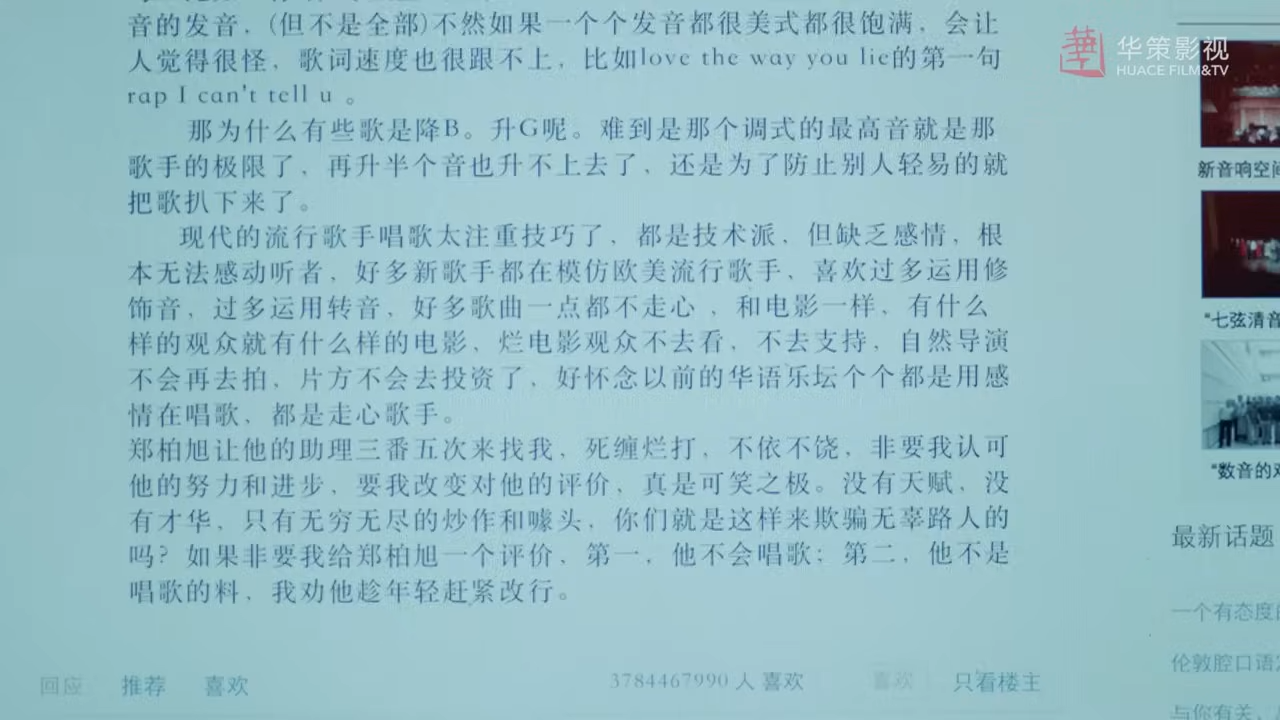 音的发音，(但不是全部)不然如果一个个发音都很美式都很饱满，会让
人觉得很怪，歌词速度也很跟不上，比如love the way you lie的第一句
rap I can't tell u 。
那为什么有些歌是降B。升G呢。难到是那个调式的最高音就是那
歌手的极限了，再升半个音也升不上去了，还是为了防止别人轻易的就
把歌扒下来了。
现代的流行歌手唱歌太注重技巧了，都是技术派，但缺乏感情，根
本无法感动听者，好多新歌手都在模仿欧美流行歌手，喜欢过多运用修
饰音，过多运用转音，好多歌曲一点都不走心 ，和电影一样，有什么
样的观众就有什么样的电影，烂电影观众不去看，不去支持，自然导演
不会再去拍，片方不会去投资了，好怀念以前的华语乐坛个个都是用感
情在唱歌，都是走心歌手。
郑柏旭让他的助理三番五次来找我，死缠烂打，不依不饶，非要我认可
他的努力和进步，要我改变对他的评价，真是可笑之极。没有天赋，没
有才华，只有无穷无尽的炒作和噱头，你们就是这样来欺骗无辜路人的
吗？如果非要我给郑柏旭一个评价，第一，他不会唱歌；第二，他不是
唱歌的料，我劝他趁年轻赶紧改行。
回应 推荐 喜欢 3784467990 人 喜欢 喜欢 只看楼主
華 华策影视
HUACE FILM&TV
新音响空间
“七弦清音
“数音的
最新话题
一个有态度的
伦敦腔口语
与你有关，